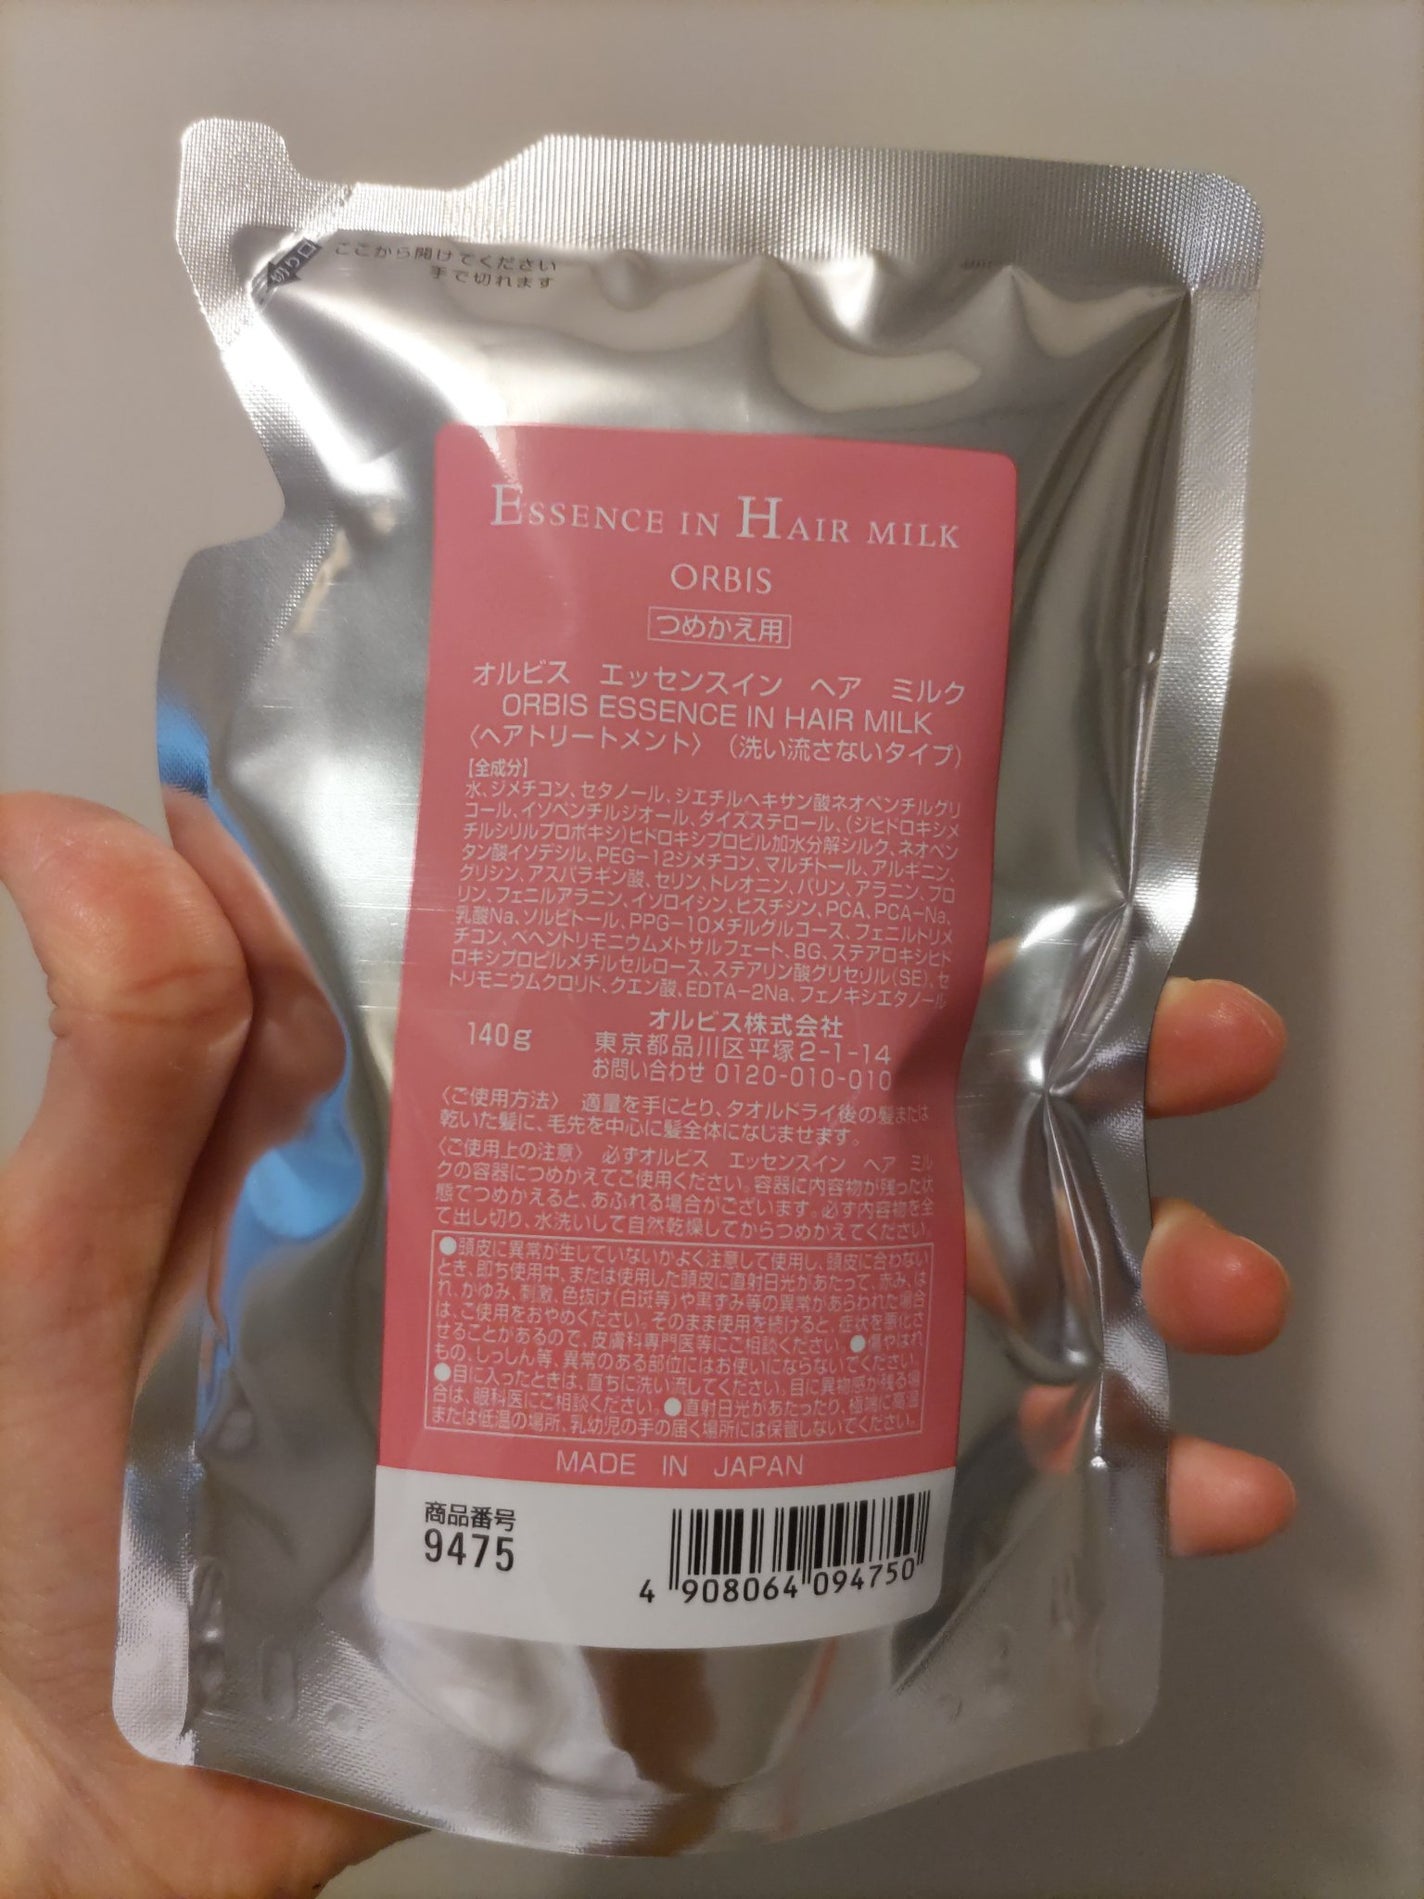 切り口
ここから開けてください
手で切れます
ESSENCE IN HAIR MILK
ORBIS
つめかえ用
オルビス　エッセンスイン　ヘア　ミルク
ORBIS ESSENCE IN HAIR MILK
〈ヘアトリートメント〉（洗い流さないタイプ）
【全成分】
水、ジメチコン、セタノール、ジエチルヘキサン酸ネオペンチルグリ
コール、イソペンチルジオール、ダイズステロール、（ジヒドロキシメ
チルシリルプロポキシ）ヒドロキシプロピル加水分解シルク、ネオペン
タン酸イソデシル、PEG−12ジメチコン、マルチトール、アルギニン、
グリシン、アスパラギン酸、セリン、トレオニン、バリン、アラニン、プロ
リン、フェニルアラニン、イソロイシン、ヒスチジン、PCA、PCA−Na、
乳酸Na、ソルビトール、PPG−10メチルグルコース、フェニルトリメ
チコン、ベヘントリモニウムメトサルフェート、BG、ステアロキシヒド
ロキシプロピルメチルセルロース、ステアリン酸グリセリル（SE）、セ
トリモニウムクロリド、クエン酸、EDTA−2Na、フェノキシエタノール
140g
オルビス株式会社
東京都品川区平塚2-1-14
お問い合わせ 0120-010-010
〈ご使用方法〉　適量を手にとり、タオルドライ後の髪または
乾いた髪に、毛先を中心に髪全体になじませます。
〈ご使用上の注意〉　必ずオルビス　エッセンスイン　ヘア　ミル
クの容器につめかえてご使用ください。容器に内容物が残った状
態でつめかえると、あふれる場合がございます。必ず内容物を全
て出し切り、水洗いして自然乾燥してからつめかえてください。
●頭皮に異常が生じていないかよく注意して使用し、頭皮に合わない
とき、即ち使用中、または使用した頭皮に直射日光があたって、赤み、は
れ、かゆみ、刺激、色抜け（白斑等）や黒ずみ等の異常があらわれた場合
は、ご使用をおやめください。そのまま使用を続けると、症状を悪化さ
せることがあるので、皮膚科専門医等にご相談ください。●傷やはれ
もの、しっしん等、異常のある部位にはお使いにならないでください。
●目に入ったときは、直ちに洗い流してください。目に異物感が残る場
合は、眼科医にご相談ください。●直射日光があたったり、極端に高温
または低温の場所、乳幼児の手の届く場所には保管しないでください。
MADE IN JAPAN
商品番号
9475
4 908064 094750